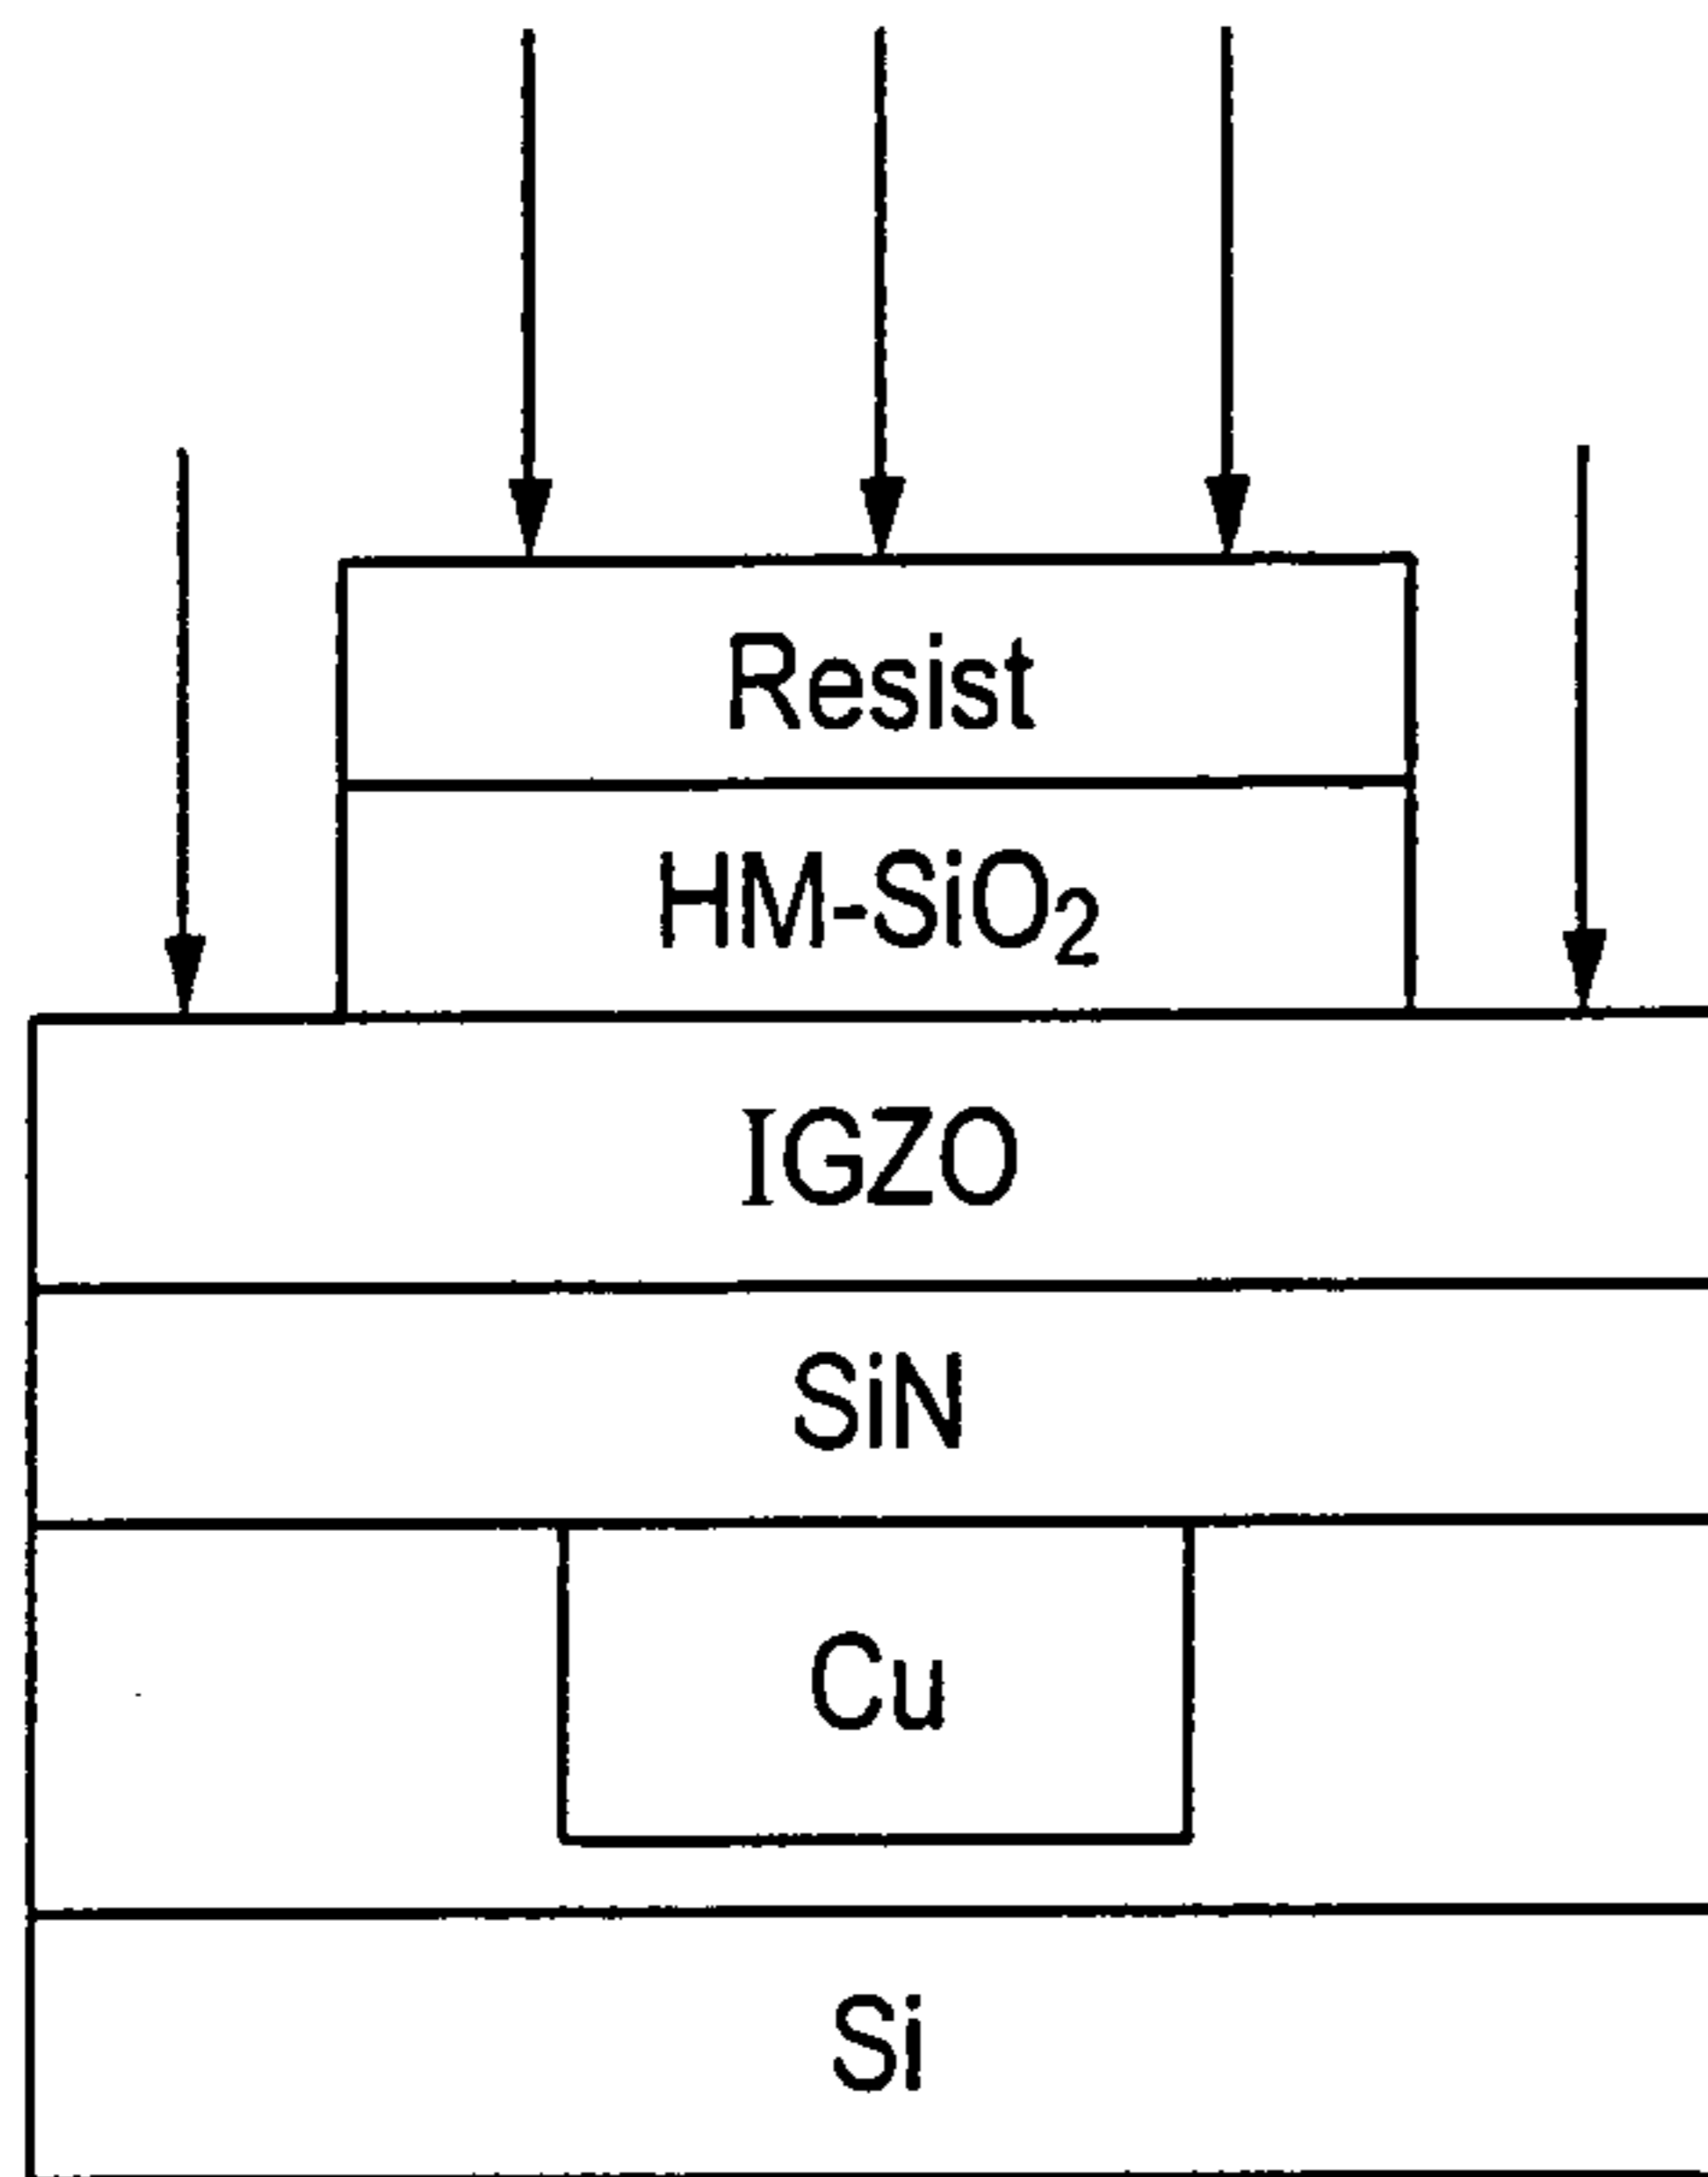 Resist
HM-SiO₂
IGZO
SiN
Cu
Si